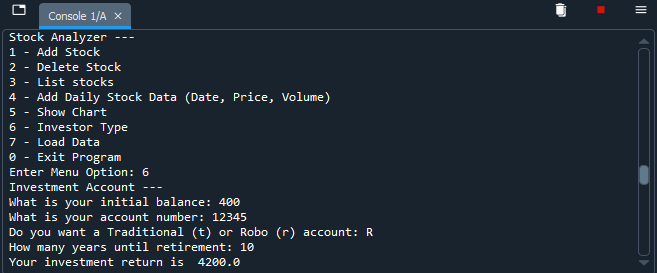 Console 1/A
Stock Analyzer ---
1 - Add Stock
2 - Delete Stock
3 - List stocks
4 - Add Daily Stock Data (Date, Price, Volume)
5 - Show Chart
6 - Investor Type
7 - Load Data
0 - Exit Program
Enter Menu Option: 6
Investment Account ---
What is your initial balance: 400
What is your account number: 12345
Do you want a Traditional (t) or Robo (r) account: R
How many years until retirement: 10
Your investment return is  4200.0